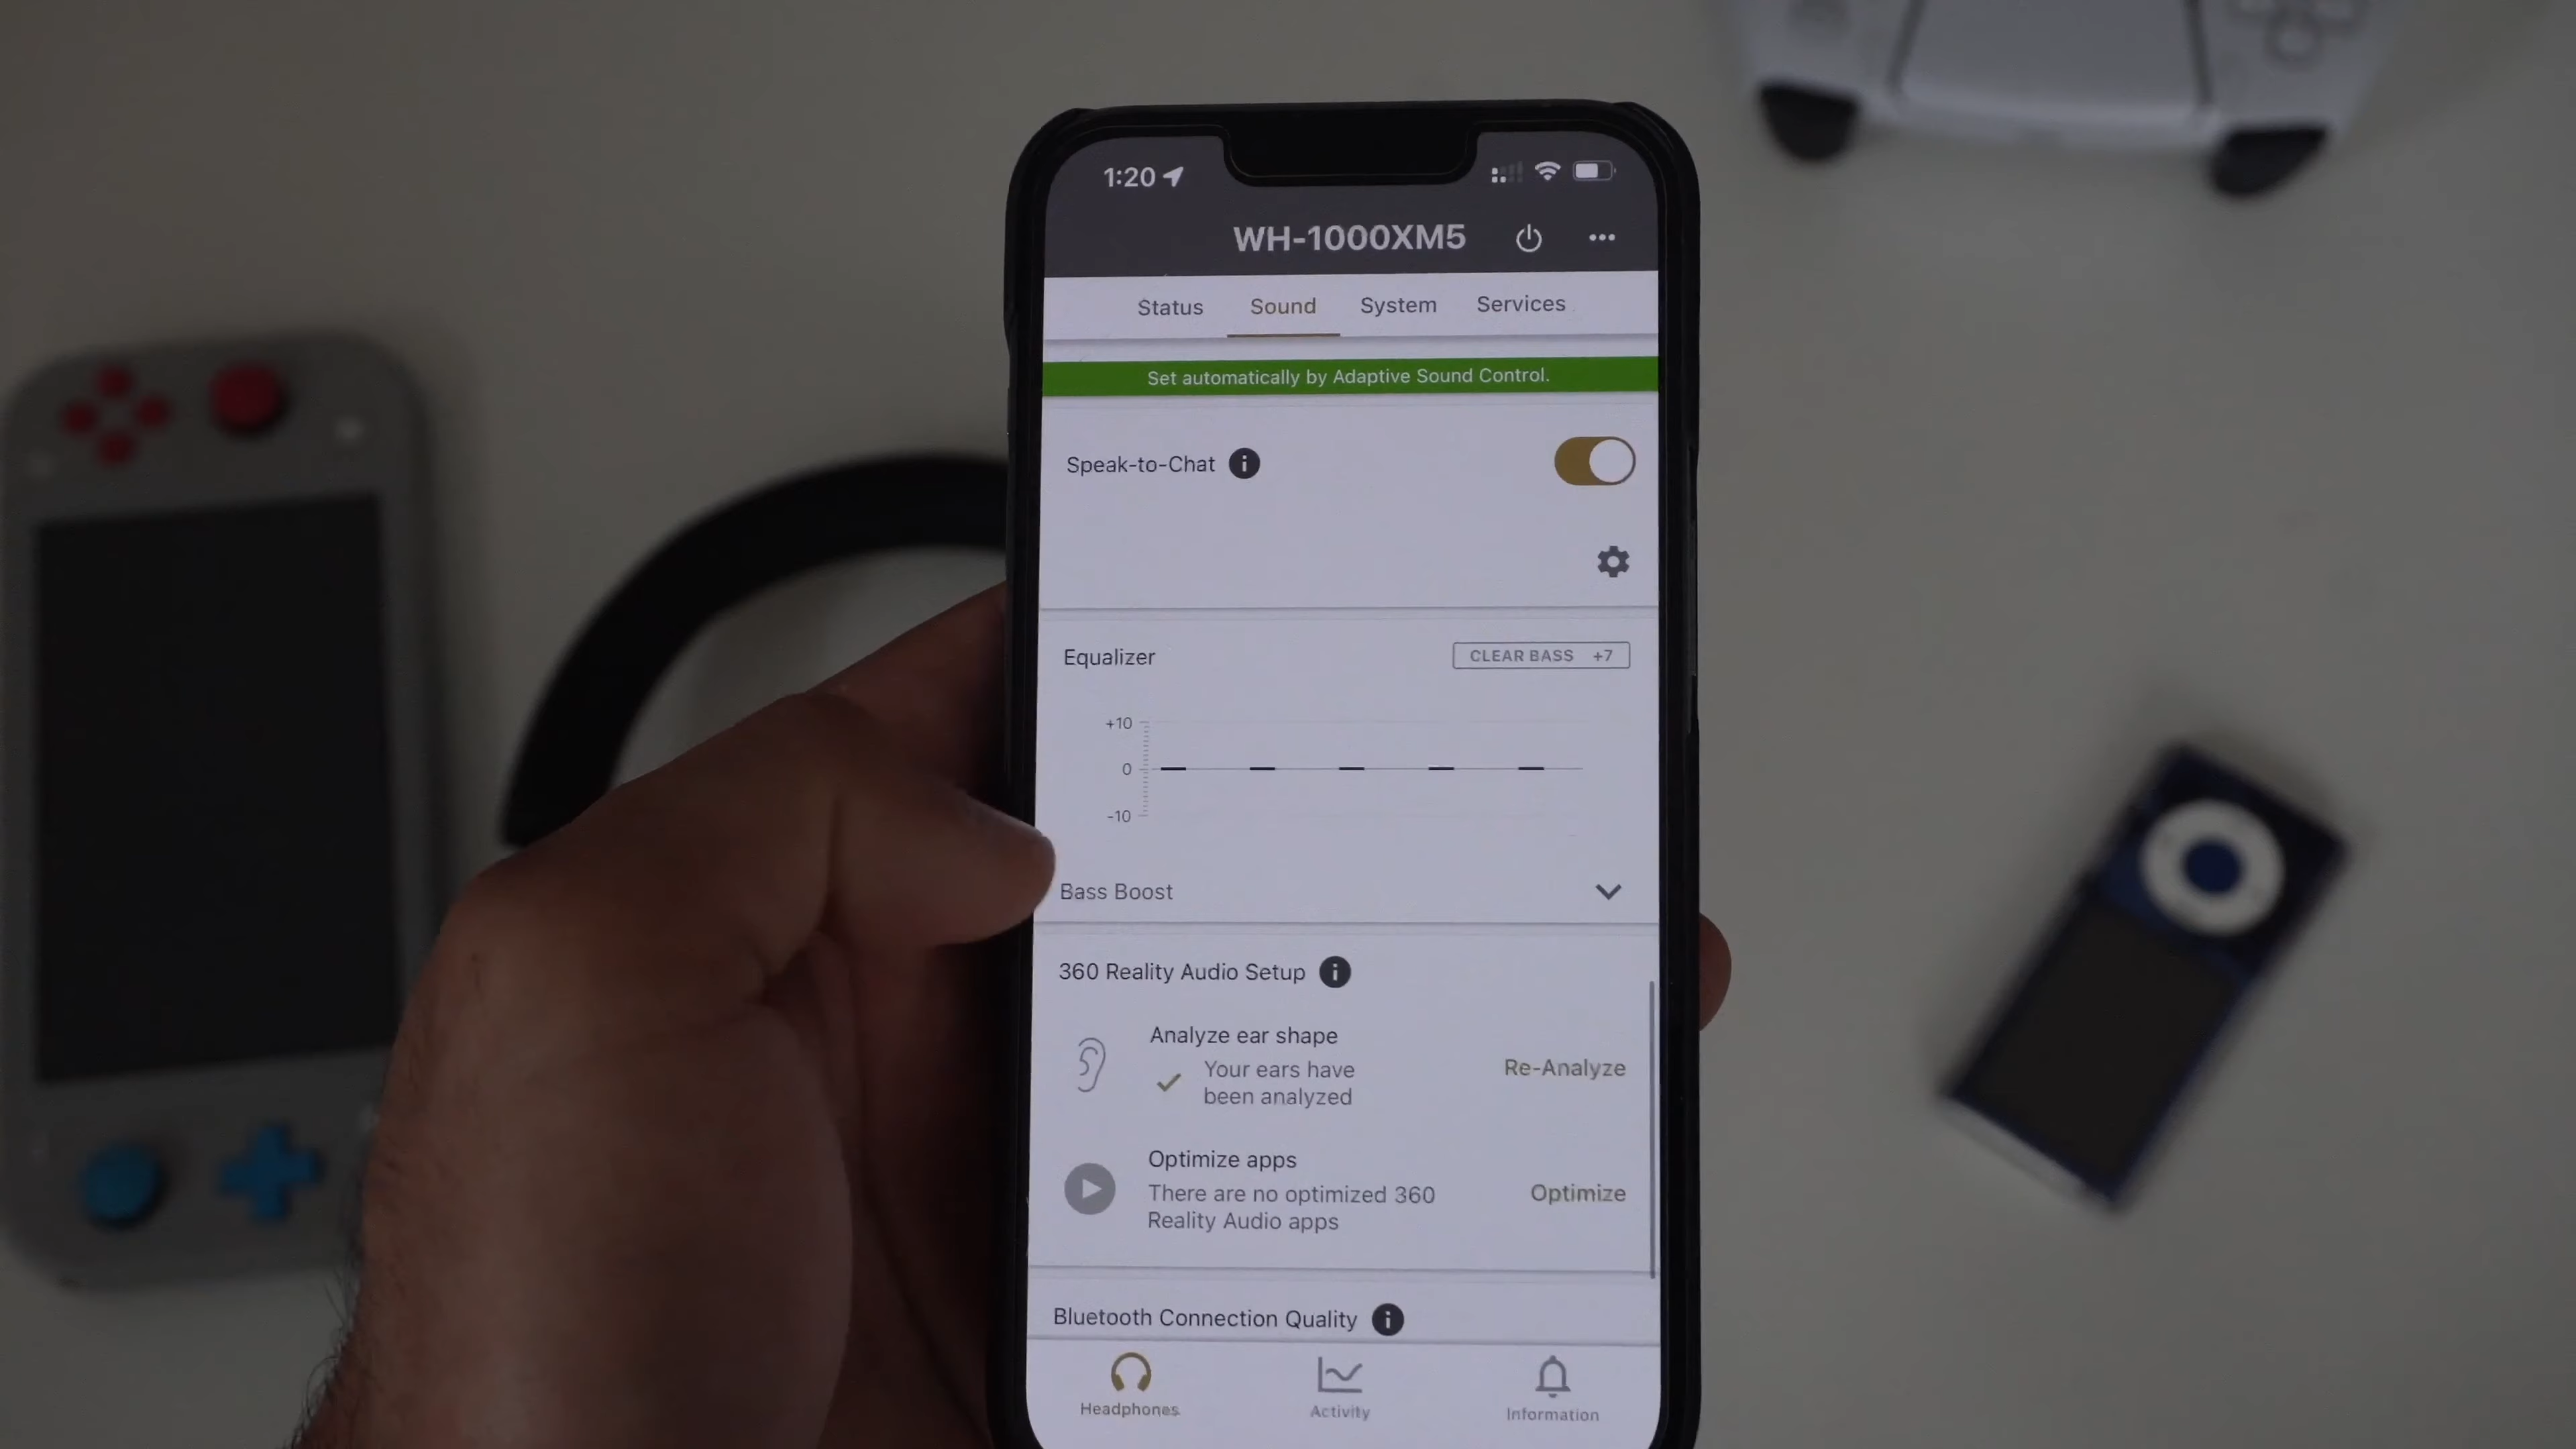 1:20
WH-1000XM5
Status Sound System Services
Set automatically by Adaptive Sound Control.
Speak-to-Chat
Equalizer CLEAR BASS +7
+10
0
-10
Bass Boost
360 Reality Audio Setup
Analyze ear shape
Your ears have
been analyzed
Re-Analyze
Optimize apps
There are no optimized 360
Reality Audio apps
Optimize
Bluetooth Connection Quality
Headphones Activity Information